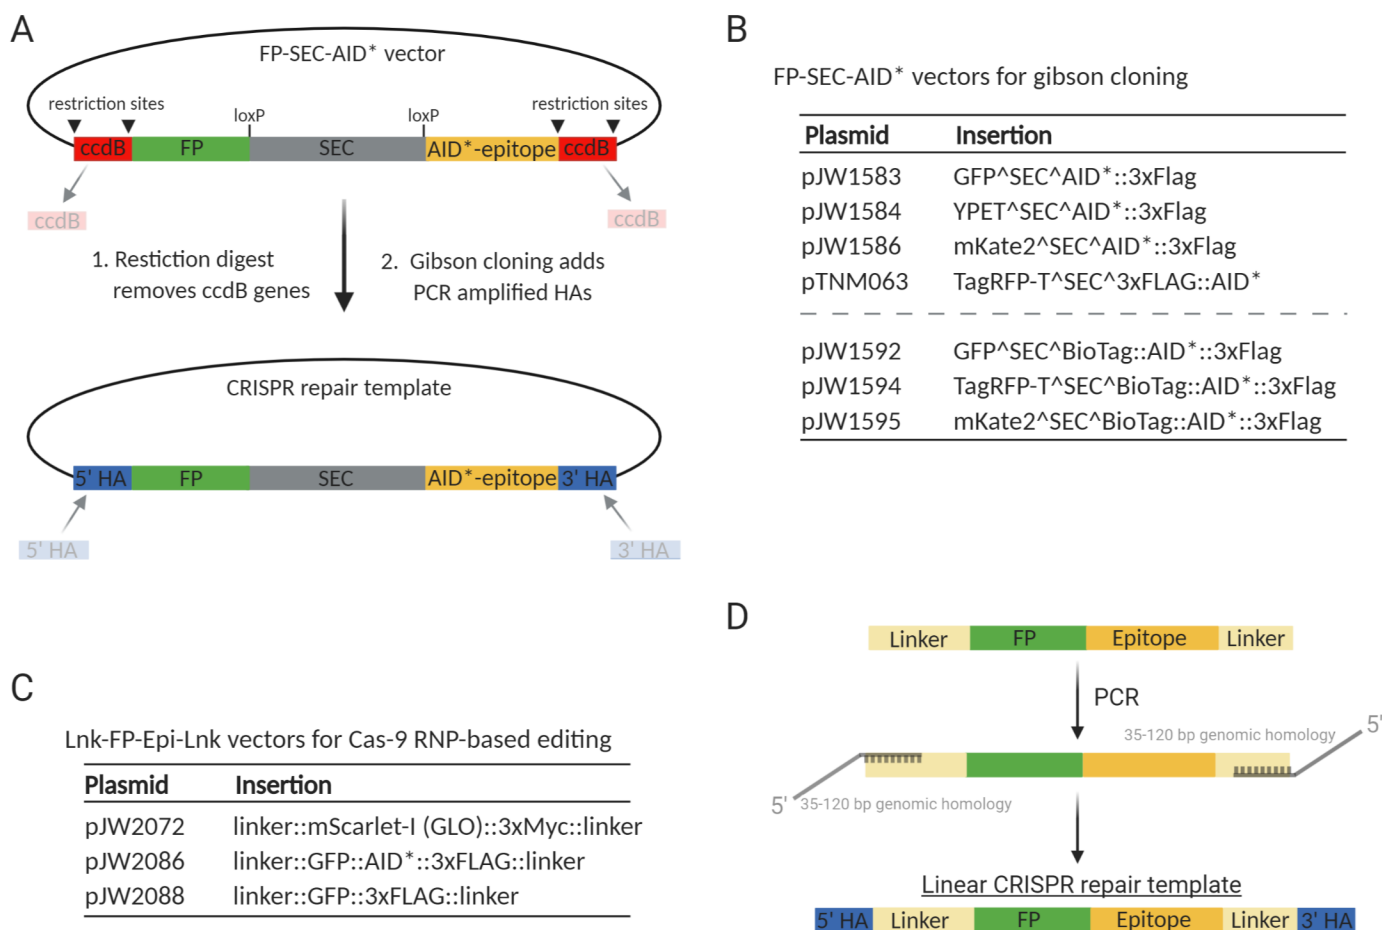 A
FP-SEC-AID* vector
restriction sites
loxP
loxP
restriction sites
ccdB
FP
SEC
AID*-epitope
ccdB
ccdB
ccdB
1. Restiction digest
removes ccdB genes
2. Gibson cloning adds
PCR amplified HAs
CRISPR repair template
5' HA
FP
SEC
AID*-epitope
3' HA
5' HA
3' HA
B
FP-SEC-AID* vectors for gibson cloning
Plasmid Insertion
pJW1583 GFP^SEC^AID*::3xFlag
pJW1584 YPET^SEC^AID*::3xFlag
pJW1586 mKate2^SEC^AID*::3xFlag
pTNM063 TagRFP-T^SEC^3xFLAG::AID*
pJW1592 GFP^SEC^BioTag::AID*::3xFlag
pJW1594 TagRFP-T^SEC^BioTag::AID*::3xFlag
pJW1595 mKate2^SEC^BioTag::AID*::3xFlag
C
Lnk-FP-Epi-Lnk vectors for Cas-9 RNP-based editing
Plasmid Insertion
pJW2072 linker::mScarlet-I (GLO)::3xMyc::linker
pJW2086 linker::GFP::AID*::3xFLAG::linker
pJW2088 linker::GFP::3xFLAG::linker
D
Linker FP Epitope Linker
PCR
5'
35-120 bp genomic homology
5'
35-120 bp genomic homology
Linear CRISPR repair template
5' HA Linker FP Epitope Linker 3' HA